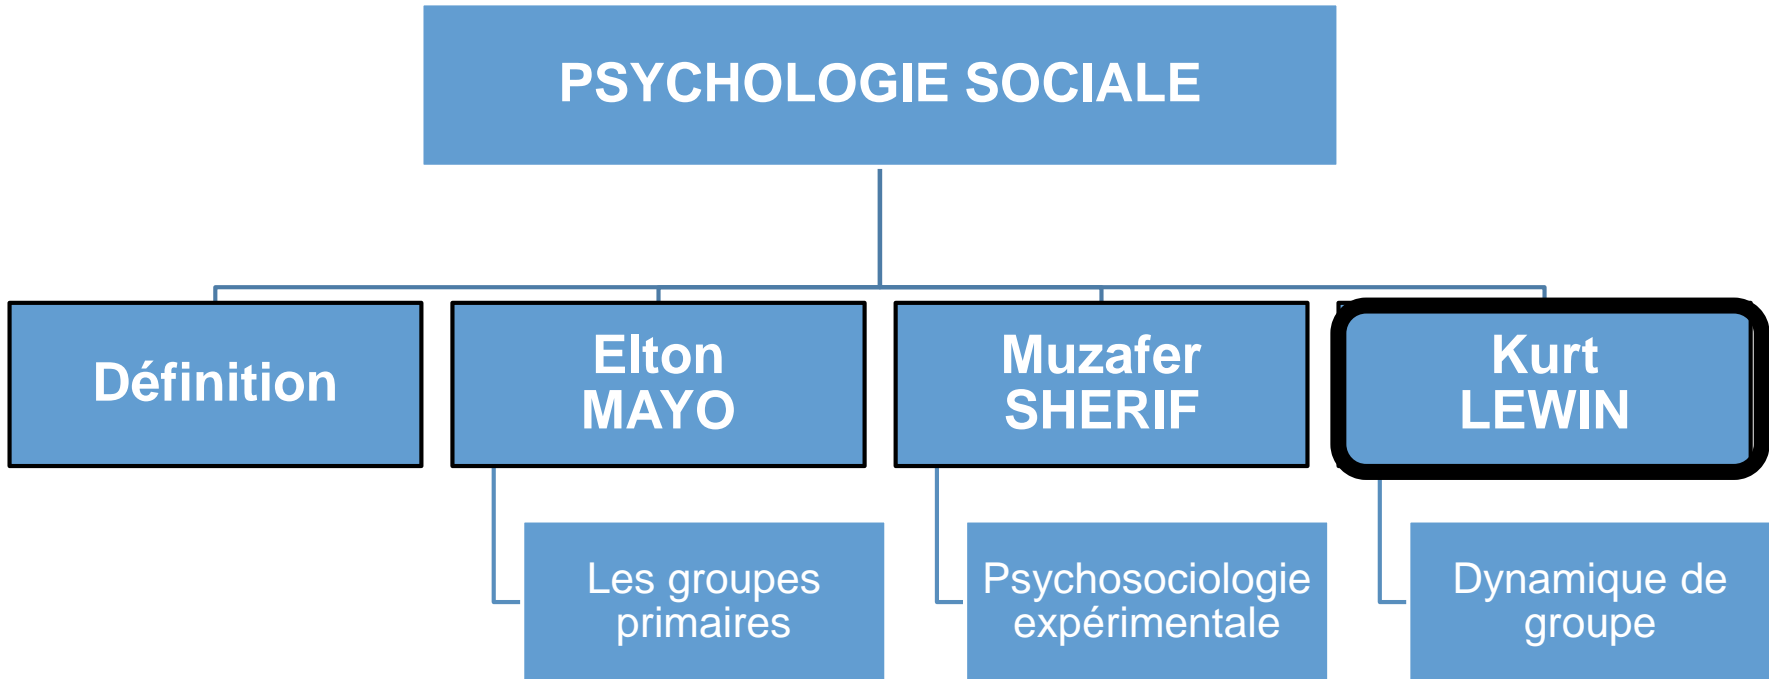 PSYCHOLOGIE SOCIALE
Définition
Elton
MAYO
Muzafer
SHERIF
Kurt
LEWIN
Les groupes
primaires
Psychosociologie
expérimentale
Dynamique de
groupe